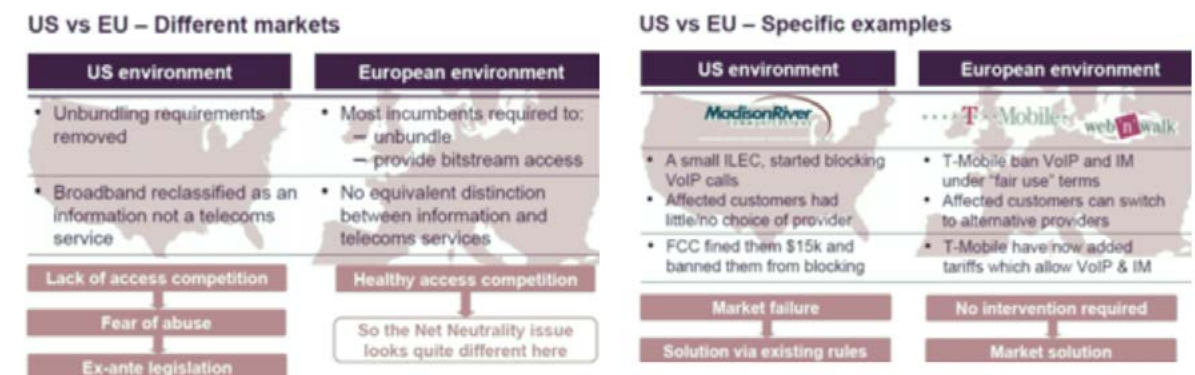 US vs EU – Different markets
US environment
European environment
• Unbundling requirements
removed
• Most incumbents required to:
– unbundle
– provide bitstream access
• Broadband reclassified as an
information not a telecoms
service
• No equivalent distinction
between information and
telecoms services
Lack of access competition
Fear of abuse
Ex-ante legislation
Healthy access competition
So the Net Neutrality issue
looks quite different here
US vs EU – Specific examples
US environment
European environment
MadisonRiver
T Mobile
web'n'walk
• A small ILEC, started blocking
VoIP calls
• Affected customers had
little/no choice of provider
• T-Mobile ban VoIP and IM
under "fair use" terms
• Affected customers can switch
to alternative providers
• FCC fined them $15k and
banned them from blocking
• T-Mobile have now added
tariffs which allow VoIP & IM
Market failure
Solution via existing rules
No intervention required
Market solution